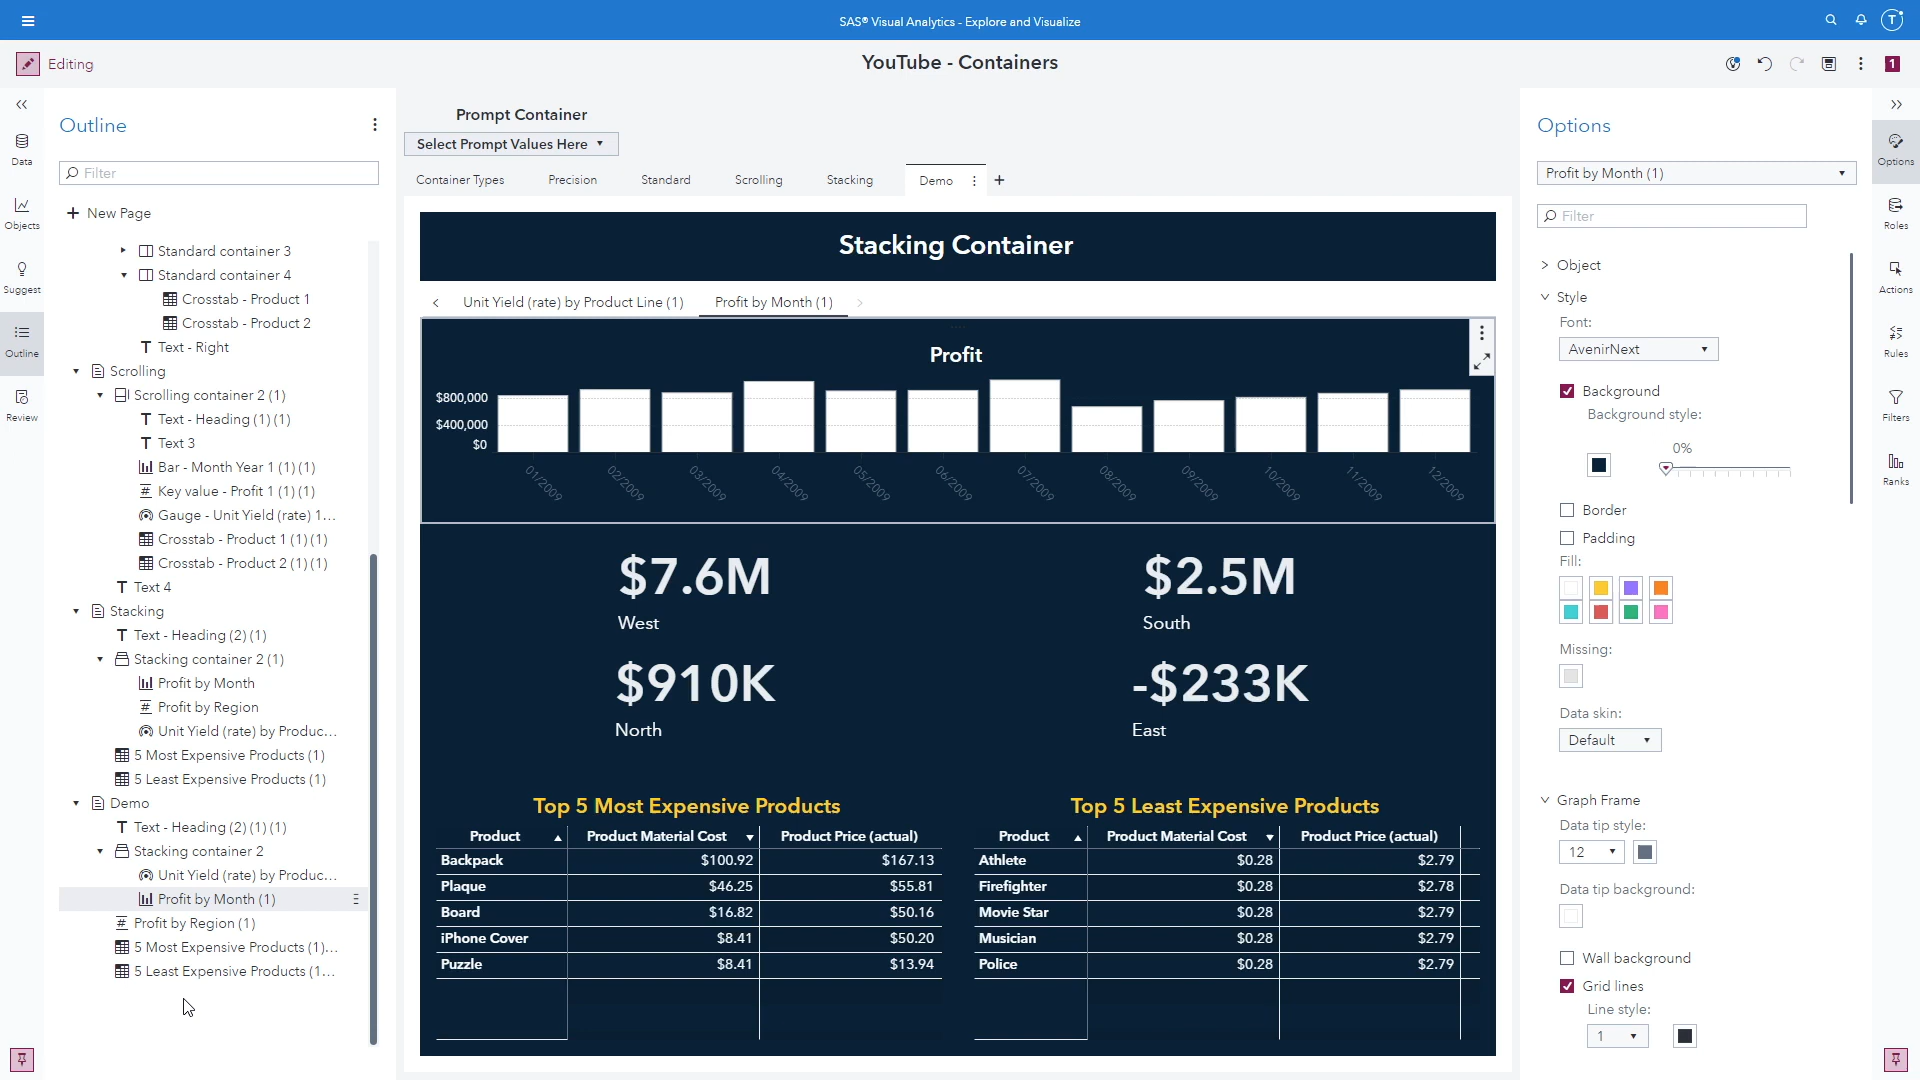 SAS® Visual Analytics - Explore and Visualize
T
Editing
YouTube - Containers
1
Data
Objects
Suggest
Outline
Review
Outline
Filter
New Page
Standard container 3
Standard container 4
Crosstab - Product 1
Crosstab - Product 2
Text - Right
Scrolling
Scrolling container 2 (1)
Text - Heading (1) (1)
Text 3
Bar - Month Year 1 (1) (1)
Key value - Profit 1 (1) (1)
Gauge - Unit Yield (rate) 1...
Crosstab - Product 1 (1) (1)
Crosstab - Product 2 (1) (1)
Text 4
Stacking
Text - Heading (2) (1)
Stacking container 2 (1)
Profit by Month
Profit by Region
Unit Yield (rate) by Produc...
5 Most Expensive Products (1)
5 Least Expensive Products (1)
Demo
Text - Heading (2) (1) (1)
Stacking container 2
Unit Yield (rate) by Produc...
Profit by Month (1)
Profit by Region (1)
5 Most Expensive Products (1)...
5 Least Expensive Products (1...
Prompt Container
Select Prompt Values Here
Container Types Precision Standard Scrolling Stacking Demo
Stacking Container
Unit Yield (rate) by Product Line (1) Profit by Month (1)
Profit
$800,000
$400,000
$0
01/2009 02/2009 03/2009 04/2009 05/2009 06/2009 07/2009 08/2009 09/2009 10/2009 11/2009 12/2009
$7.6M $2.5M
West South
$910K -$233K
North East
Top 5 Most Expensive Products
Product Product Material Cost Product Price (actual)
Backpack $100.92 $167.13
Plaque $46.25 $55.81
Board $16.82 $50.16
iPhone Cover $8.41 $50.20
Puzzle $8.41 $13.94
Top 5 Least Expensive Products
Product Product Material Cost Product Price (actual)
Athlete $0.28 $2.79
Firefighter $0.28 $2.78
Movie Star $0.28 $2.79
Musician $0.28 $2.79
Police $0.28 $2.79
Options
Profit by Month (1)
Filter
Object
Style
Font:
AvenirNext
Background
Background style:
0%
Border
Padding
Fill:
Missing:
Data skin:
Default
Graph Frame
Data tip style:
12
Data tip background:
Wall background
Grid lines
Line style:
1
Options
Roles
Actions
Rules
Filters
Ranks